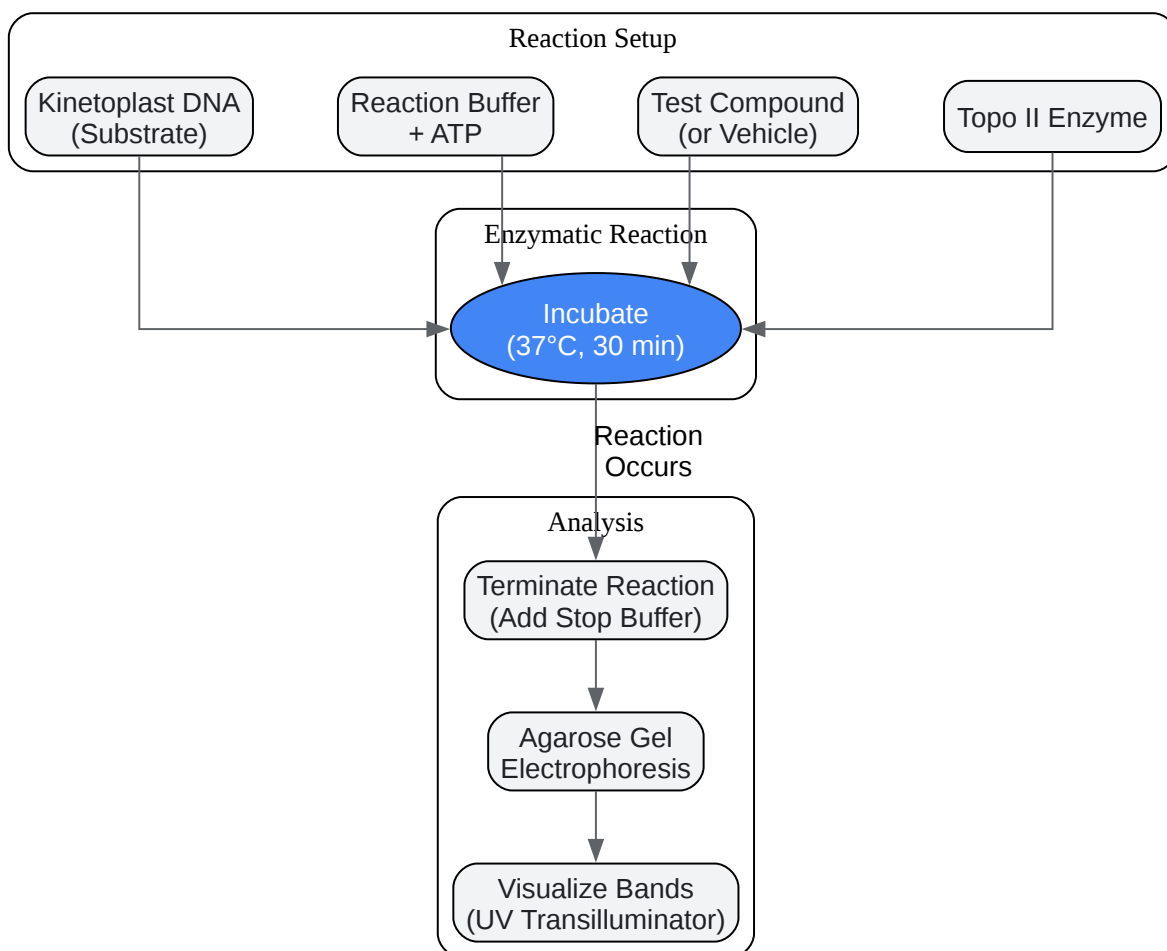 Reaction Setup
Kinetoplast DNA
(Substrate)
Reaction Buffer
+ ATP
Test Compound
(or Vehicle)
Topo II Enzyme
Enzymatic Reaction
Incubate
(37°C, 30 min)
Reaction
Occurs
Analysis
Terminate Reaction
(Add Stop Buffer)
Agarose Gel
Electrophoresis
Visualize Bands
(UV Transilluminator)